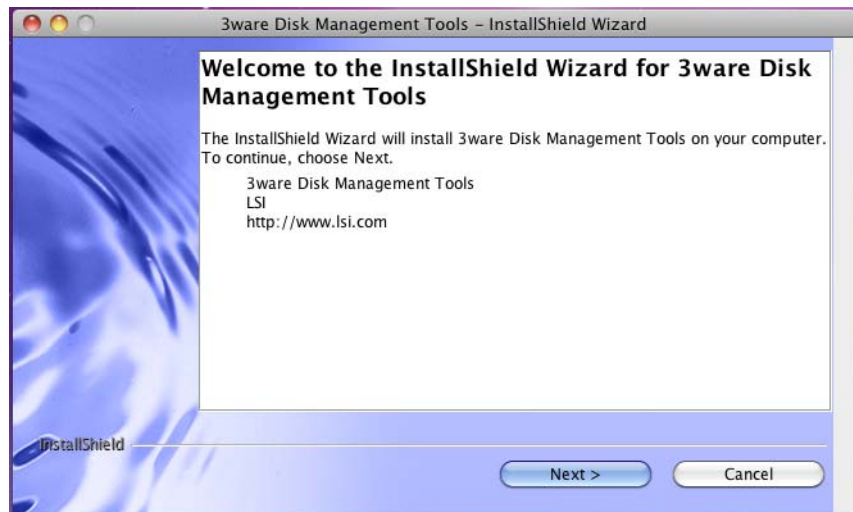 3ware Disk Management Tools – InstallShield Wizard
Welcome to the InstallShield Wizard for 3ware Disk
Management Tools
The InstallShield Wizard will install 3ware Disk Management Tools on your computer.
To continue, choose Next.
3ware Disk Management Tools
LSI
http://www.lsi.com
InstallShield
Next >
Cancel